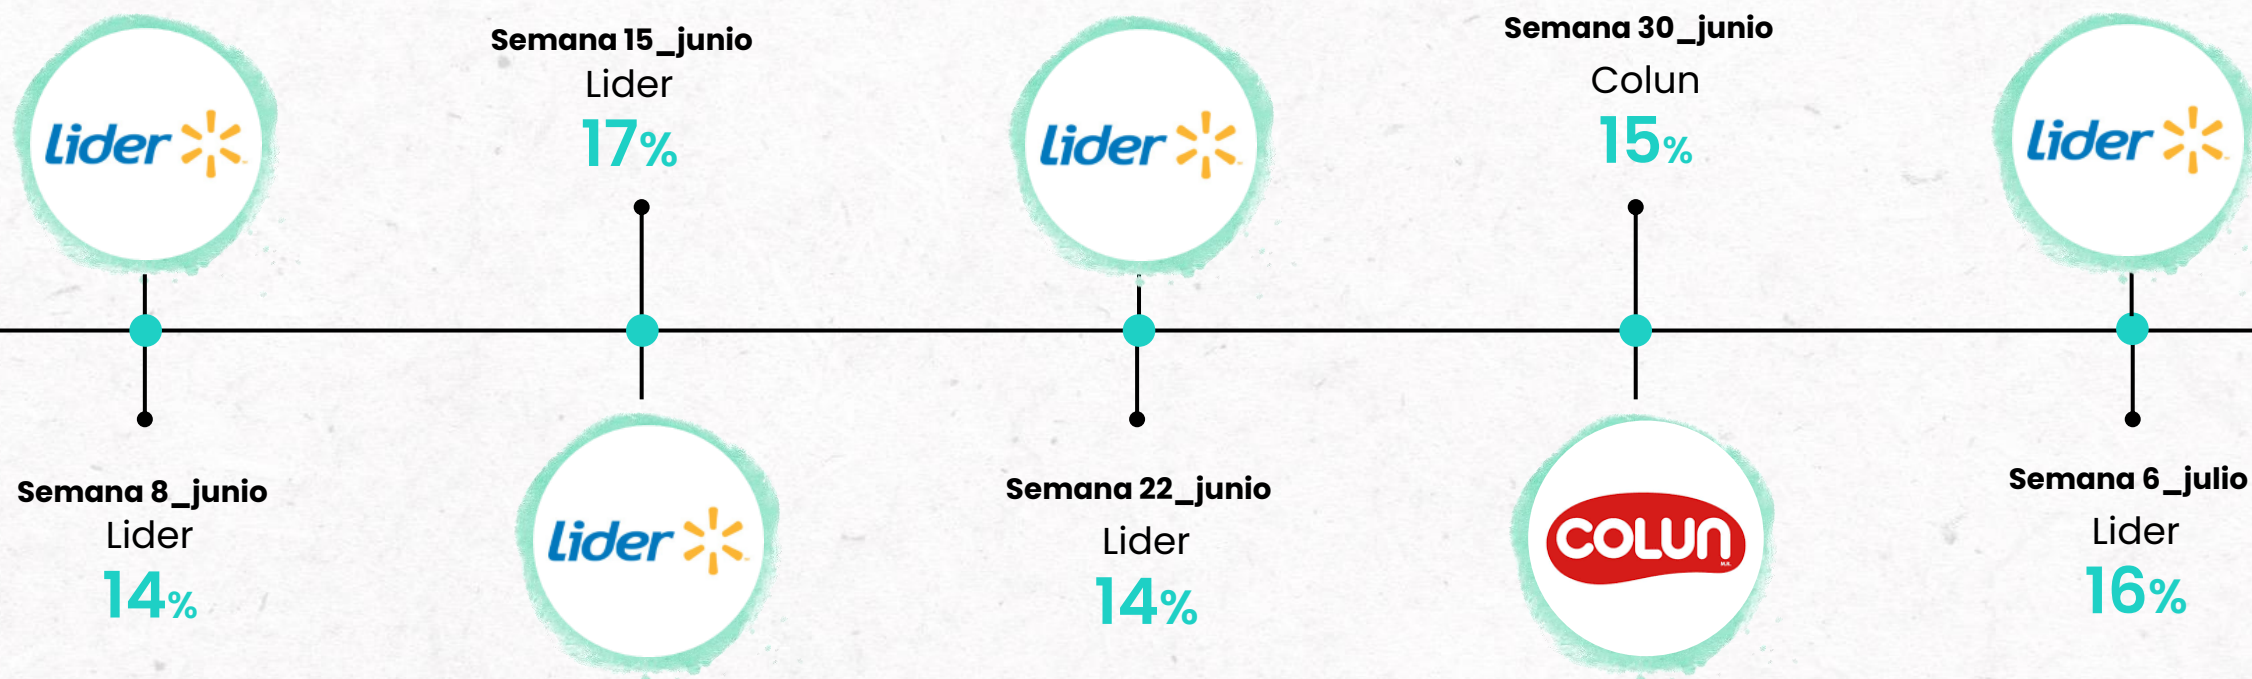 lider
Semana 8_junio
Lider
14%
Semana 15_junio
Lider
17%
lider
lider
Semana 22_junio
Lider
14%
Semana 30_junio
Colun
15%
COLUN
M.R.
lider
Semana 6_julio
Lider
16%